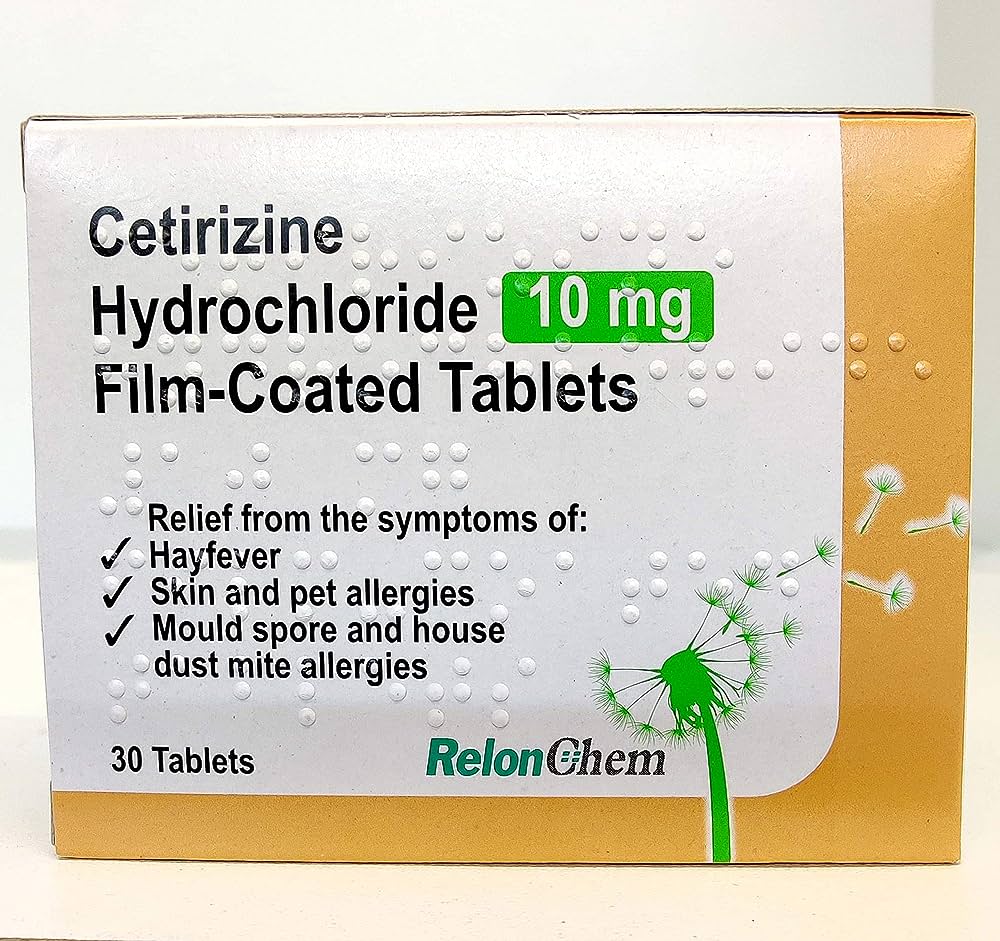 Cetirizine
Hydrochloride 10 mg
Film-Coated Tablets
Relief from the symptoms of:
✓ Hayfever
✓ Skin and pet allergies
✓ Mould spore and house
dust mite allergies
30 Tablets
RelonChem